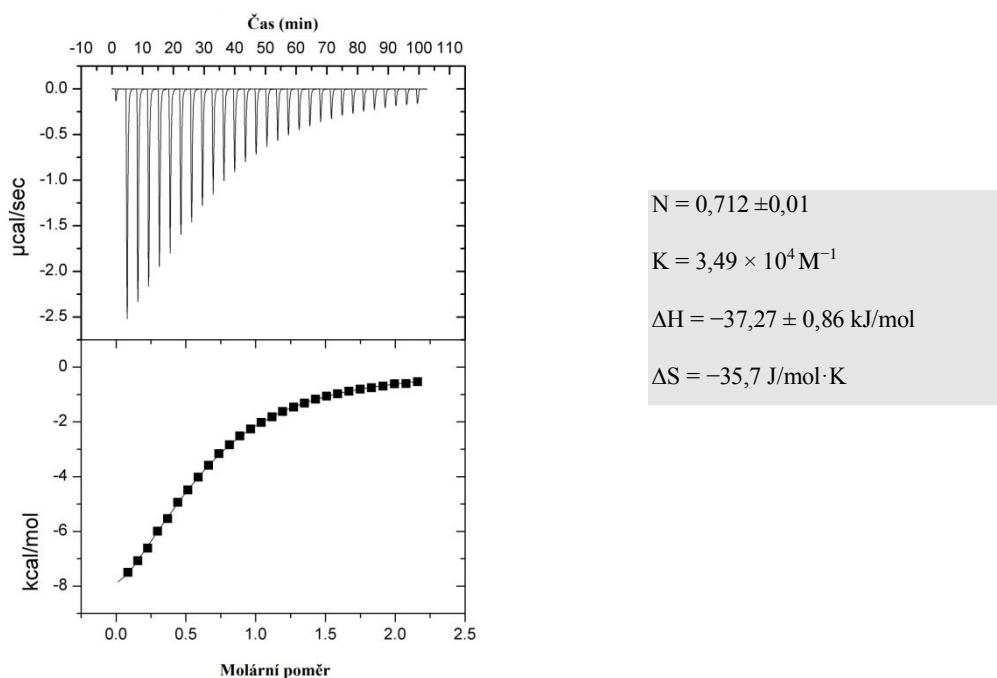 Čas (min)
-10 0 10 20 30 40 50 60 70 80 90 100 110
0.0
-0.5
-1.0
-1.5
-2.0
-2.5
µcal/sec
0
-2
-4
-6
-8
kcal/mol
0.0 0.5 1.0 1.5 2.0 2.5
Molární poměr
N = 0,712 ±0,01
K = 3,49 × 10⁴ M⁻¹
ΔH = −37,27 ± 0,86 kJ/mol
ΔS = −35,7 J/mol·K